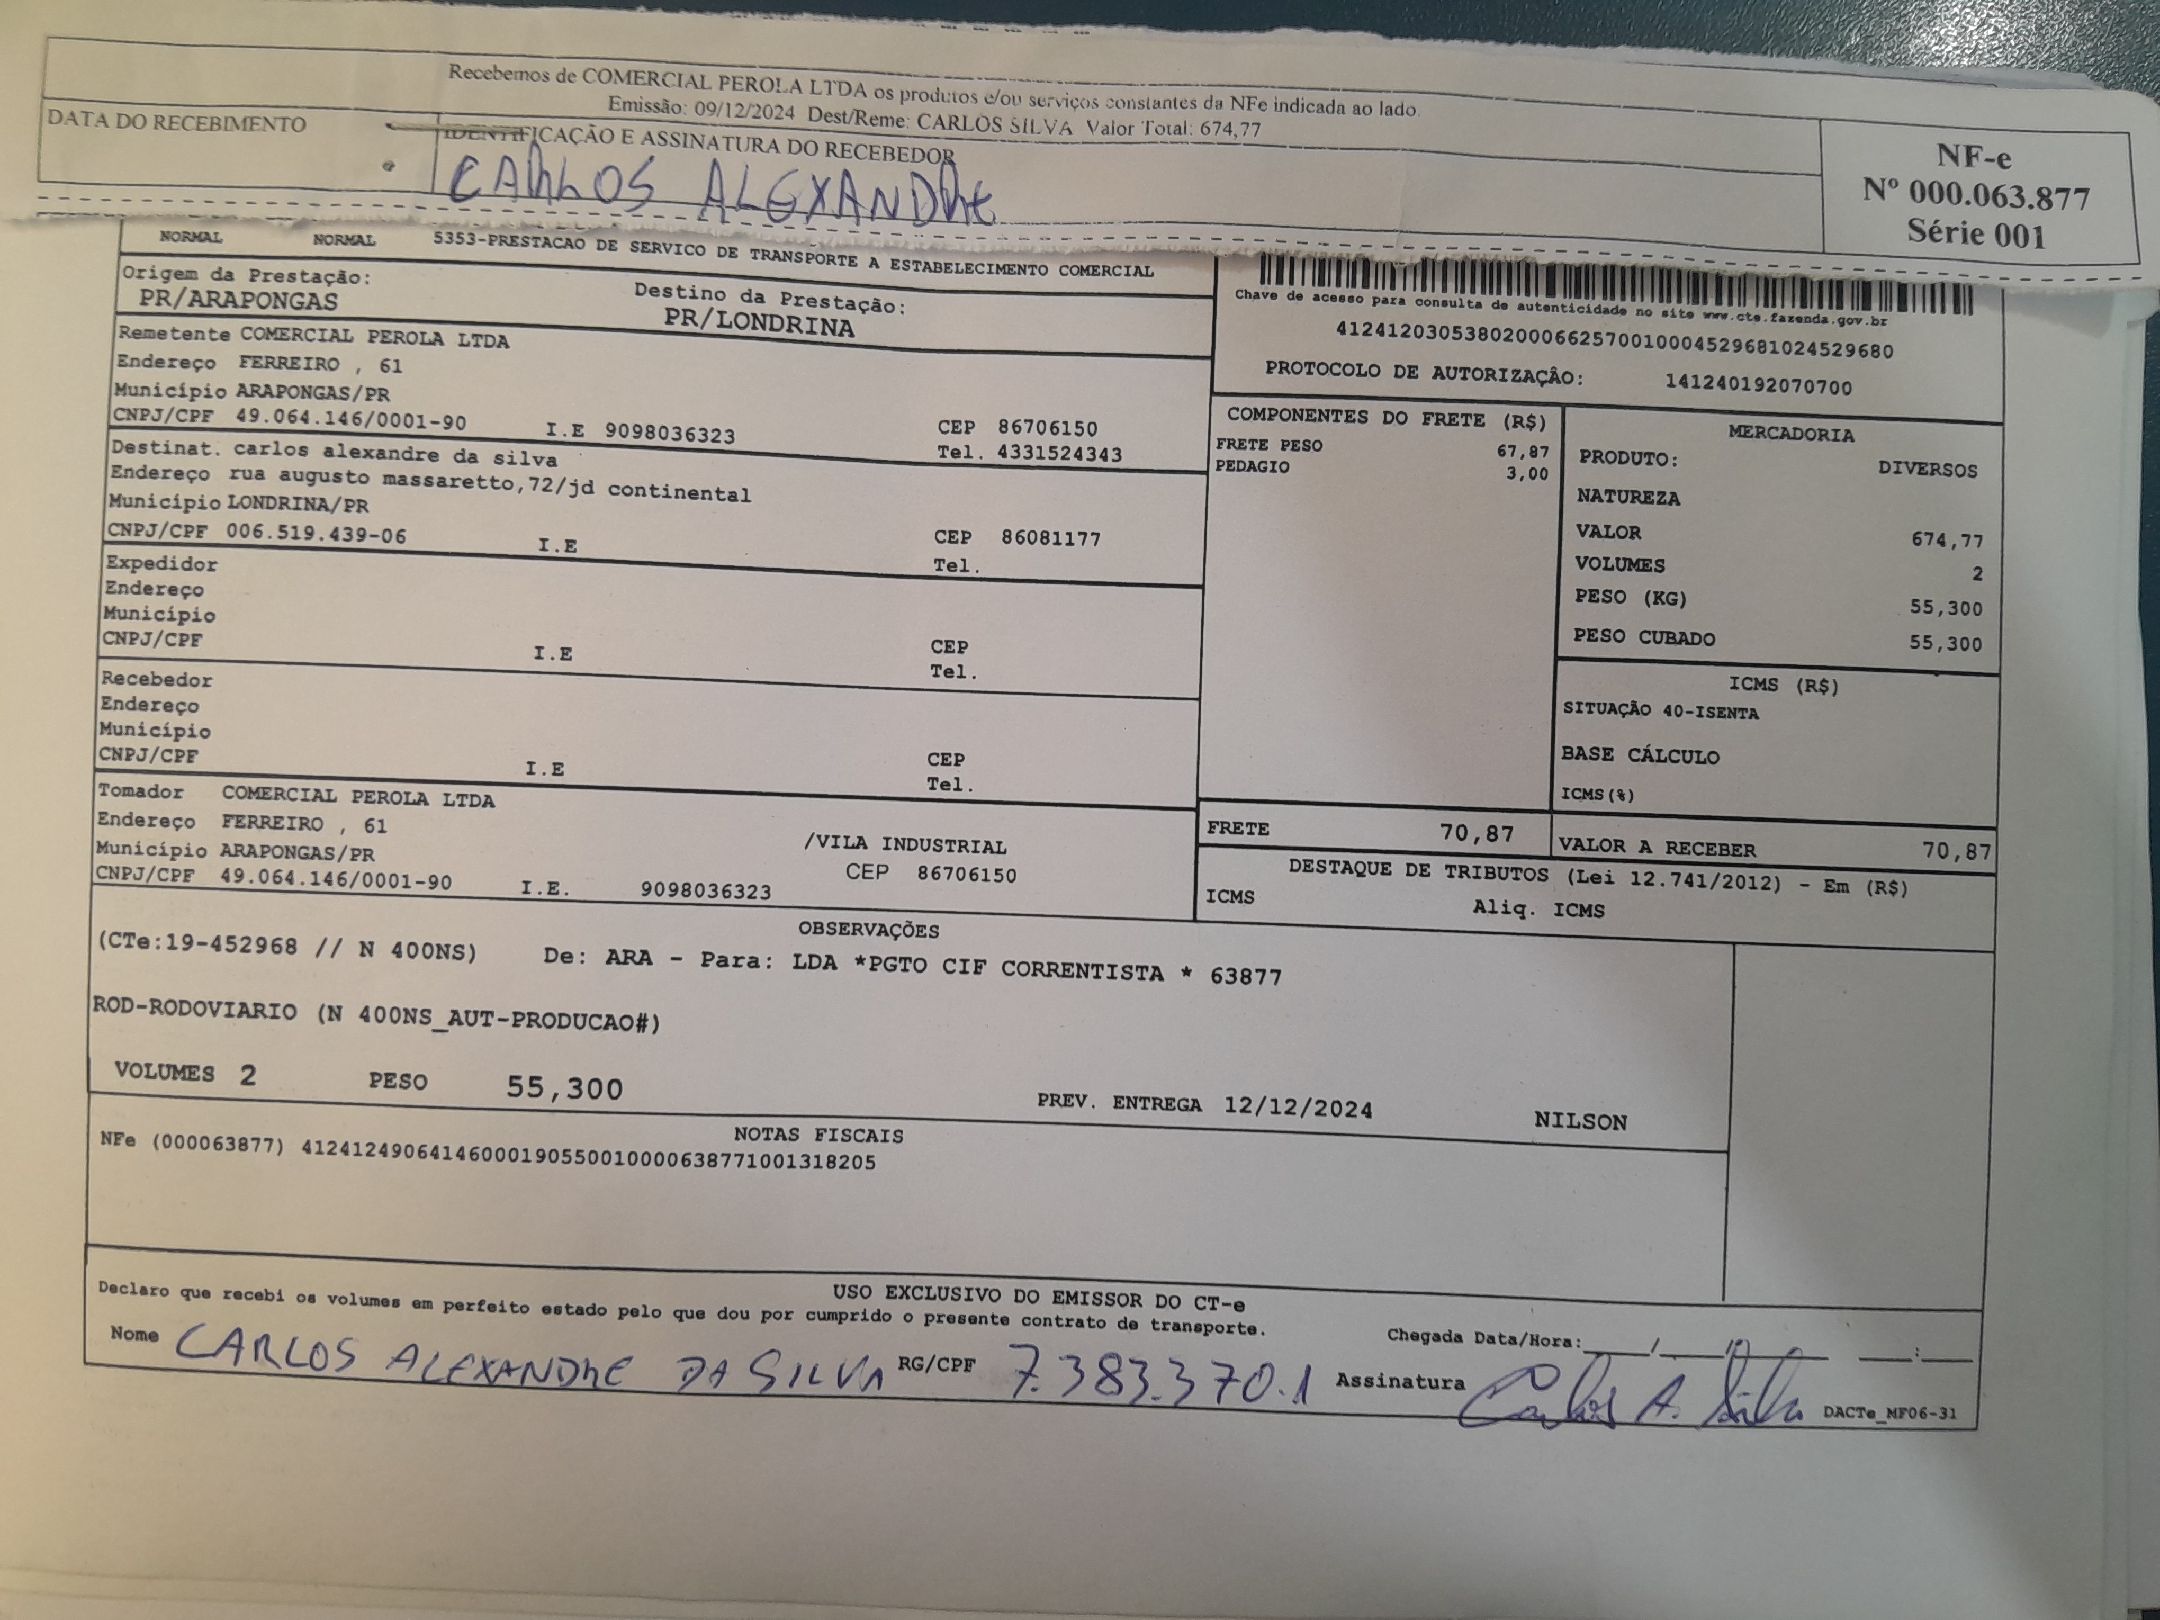 Recebemos de COMERCIAL PEROLA LTDA os produtos e/ou serviços constantes da NFe indicada ao lado.
Emissão: 09/12/2024 Dest/Reme: CARLOS SILVA Valor Total: 674,77
DATA DO RECEBIMENTO
IDENTIFICAÇÃO E ASSINATURA DO RECEBEDOR
CARLOS ALEXANDRE
NF-e
Nº 000.063.877
Série 001
NORMAL NORMAL 5353-PRESTACAO DE SERVICO DE TRANSPORTE A ESTABELECIMENTO COMERCIAL
Origem da Prestação: Destino da Prestação:
PR/ARAPONGAS PR/LONDRINA
Chave de acesso para consulta de autenticidade no site www.cte.fazenda.gov.br
41241203053802000662570010004529681024529680
PROTOCOLO DE AUTORIZAÇÂO: 141240192070700
Remetente COMERCIAL PEROLA LTDA
Endereço FERREIRO , 61
Município ARAPONGAS/PR
CNPJ/CPF 49.064.146/0001-90 I.E 9098036323 CEP 86706150
Tel. 4331524343
Destinat. carlos alexandre da silva
Endereço rua augusto massaretto,72/jd continental
Município LONDRINA/PR
CNPJ/CPF 006.519.439-06 I.E CEP 86081177
Tel.
Expedidor
Endereço
Município
CNPJ/CPF I.E CEP
Tel.
Recebedor
Endereço
Município
CNPJ/CPF I.E CEP
Tel.
Tomador COMERCIAL PEROLA LTDA
Endereço FERREIRO , 61 /VILA INDUSTRIAL
Município ARAPONGAS/PR CEP 86706150
CNPJ/CPF 49.064.146/0001-90 I.E. 9098036323
COMPONENTES DO FRETE (R$)
FRETE PESO 67,87
PEDAGIO 3,00
MERCADORIA
PRODUTO: DIVERSOS
NATUREZA
VALOR 674,77
VOLUMES 2
PESO (KG) 55,300
PESO CUBADO 55,300
ICMS (R$)
SITUAÇÃO 40-ISENTA
BASE CÁLCULO
ICMS(%)
FRETE 70,87 VALOR A RECEBER 70,87
DESTAQUE DE TRIBUTOS (Lei 12.741/2012) - Em (R$)
ICMS Aliq. ICMS
OBSERVAÇÕES
(CTe:19-452968 // N 400NS) De: ARA - Para: LDA *PGTO CIF CORRENTISTA * 63877
ROD-RODOVIARIO (N 400NS_AUT-PRODUCAO#)
VOLUMES 2 PESO 55,300 PREV. ENTREGA 12/12/2024 NILSON
NOTAS FISCAIS
NFe (000063877) 41241249064146000190550010000638771001318205
USO EXCLUSIVO DO EMISSOR DO CT-e
Declaro que recebi os volumes em perfeito estado pelo que dou por cumprido o presente contrato de transporte.
Chegada Data/Hora:____/____/____ ____:____
Nome CARLOS ALEXANDRE DA SILVA RG/CPF 7.383.370.1 Assinatura Carlos A. Silva DACTe_MF06-31